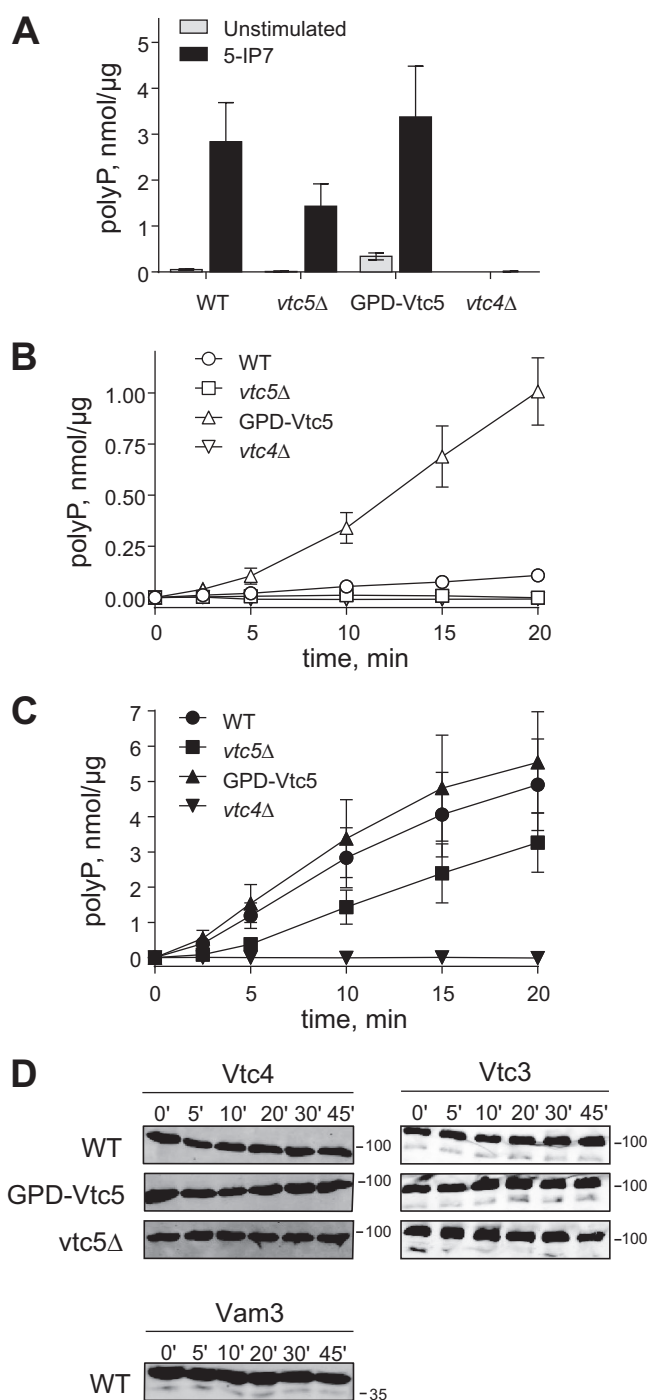 A
Unstimulated
5-IP7
polyP, nmol/µg
5
4
3
2
1
0
WT
vtc5Δ
GPD-Vtc5
vtc4Δ
B
WT
vtc5Δ
GPD-Vtc5
vtc4Δ
polyP, nmol/µg
1.00
0.75
0.50
0.25
0.00
0 5 10 15 20
time, min
C
WT
vtc5Δ
GPD-Vtc5
vtc4Δ
polyP, nmol/µg
7
6
5
4
3
2
1
0
0 5 10 15 20
time, min
D
Vtc4
Vtc3
0' 5' 10' 20' 30' 45'
0' 5' 10' 20' 30' 45'
WT
-100
-100
GPD-Vtc5
-100
-100
vtc5Δ
-100
-100
Vam3
0' 5' 10' 20' 30' 45'
WT
-35